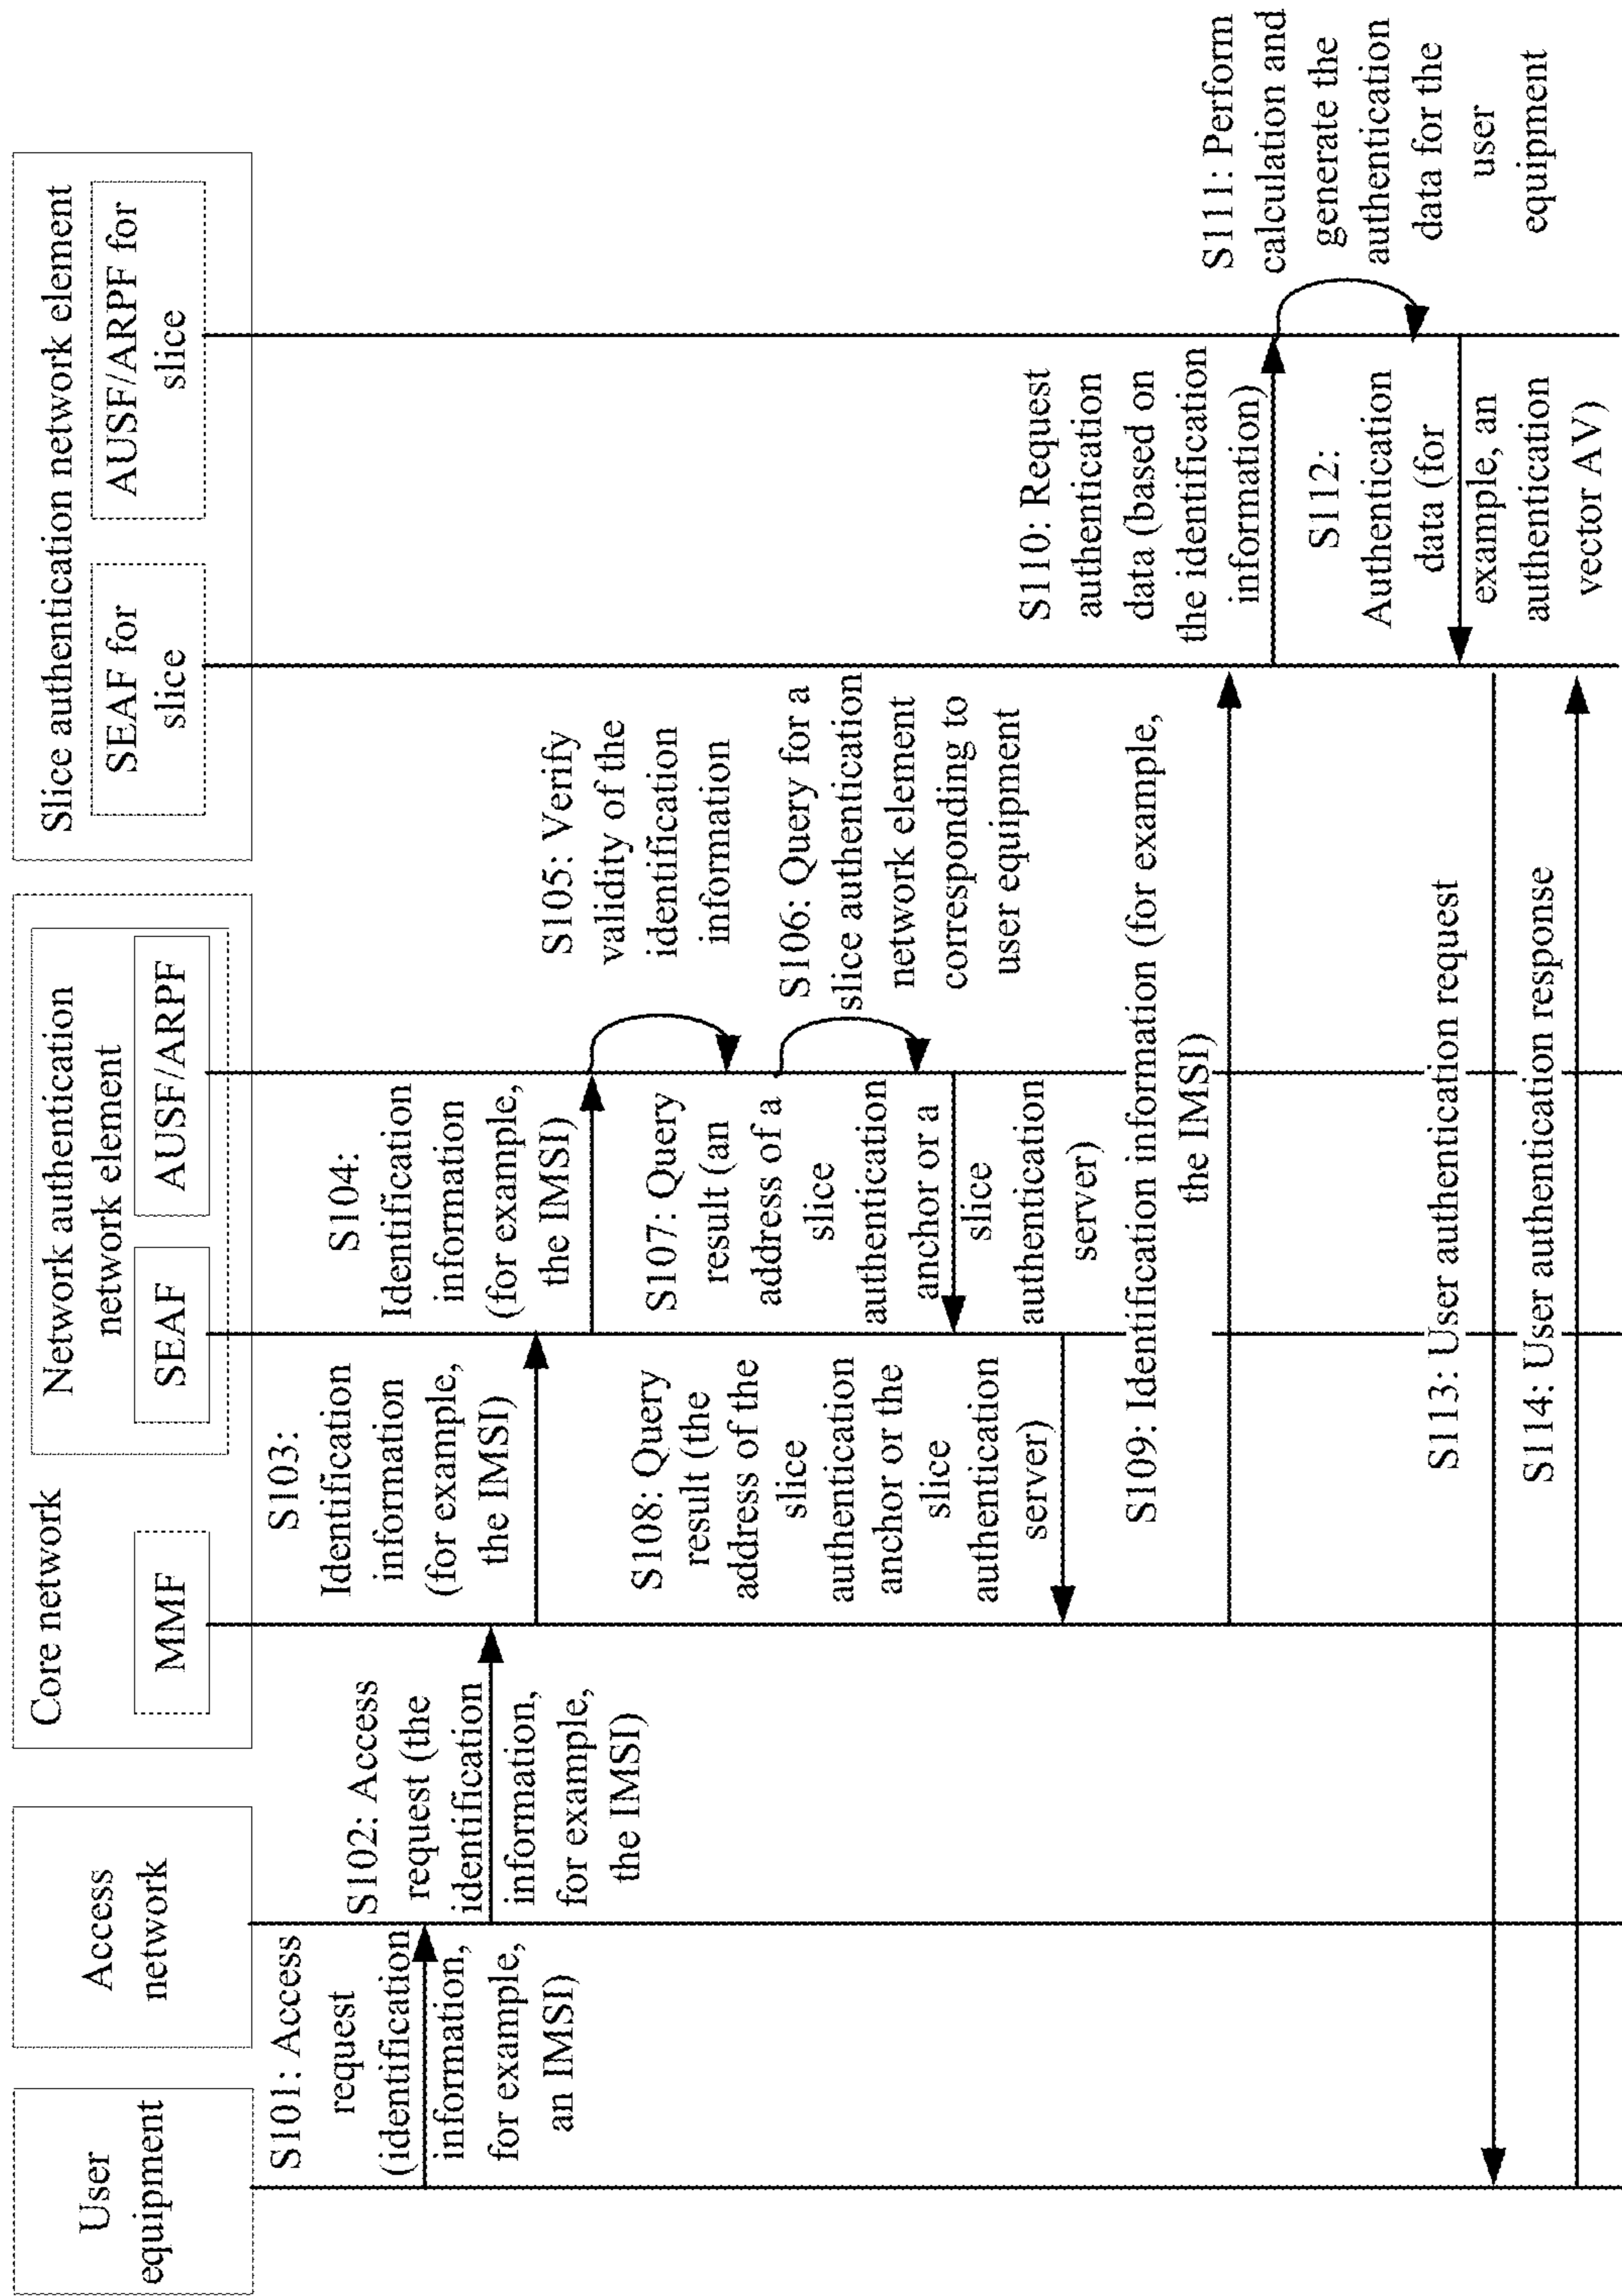 User
equipment
Access
network
Core network
MMF
Network authentication
network element
SEAF
AUSF/ARPF
Slice authentication network element
SEAF for
slice
AUSF/ARPF for
slice
S101: Access
request
(identification
information,
for example,
an IMSI)
S102: Access
request (the
identification
information,
for example,
the IMSI)
S103:
Identification
information
(for example,
the IMSI)
S104:
Identification
information
(for example,
the IMSI)
S105: Verify
validity of the
identification
information
S106: Query for a
slice authentication
network element
corresponding to
user equipment
S107: Query
result (an
address of a
slice
authentication
anchor or a
slice
authentication
server)
S108: Query
result (the
address of the
slice
authentication
anchor or the
slice
authentication
server)
S109: Identification information (for example,
the IMSI)
S110: Request
authentication
data (based on
the identification
information)
S111: Perform
calculation and
generate the
authentication
data for the
user
equipment
S112:
Authentication
data (for
example, an
authentication
vector AV)
S113: User authentication request
S114: User authentication response